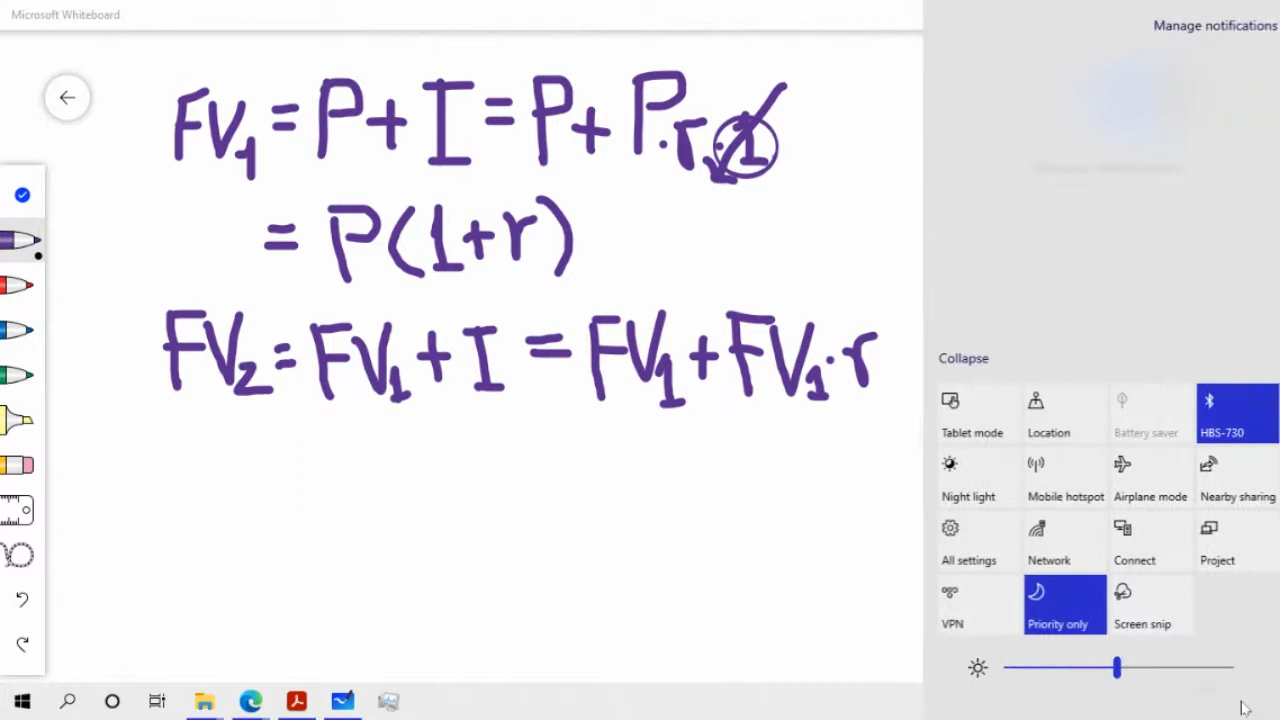 Microsoft Whiteboard
Manage notifications
FV₁ = P + I = P + P·r·1
= P(1+r)
FV₂ = FV₁ + I = FV₁ + FV₁·r
Collapse
Tablet mode
Location
Battery saver
HBS-730
Night light
Mobile hotspot
Airplane mode
Nearby sharing
All settings
Network
Connect
Project
VPN
Priority only
Screen snip